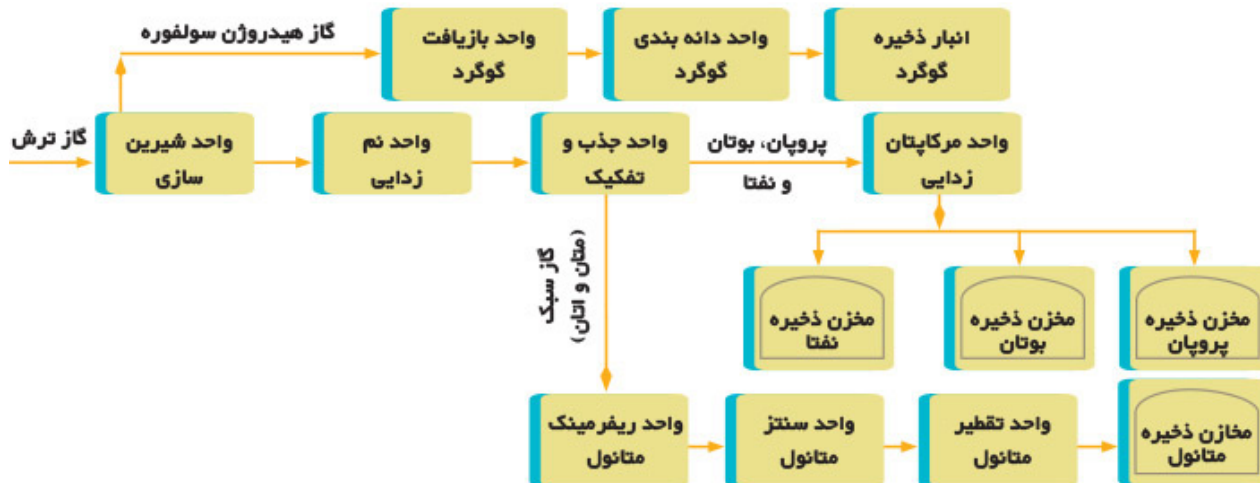 گاز هیدروژن سولفوره
واحد بازیافت
گوگرد
واحد دانه بندی
گوگرد
انبار ذخیره
گوگرد
گاز ترش
واحد شیرین
سازی
واحد نم
زدایی
واحد جذب و
تفکیک
پروپان، بوتان
و نفتا
واحد مرکاپتان
زدایی
گاز سبک
(متان و اتان)
مخزن ذخیره
نفتا
مخزن ذخیره
بوتان
مخزن ذخیره
پروپان
واحد ریفرمینک
متانول
واحد سنتز
متانول
واحد تقطیر
متانول
مخازن ذخیره
متانول